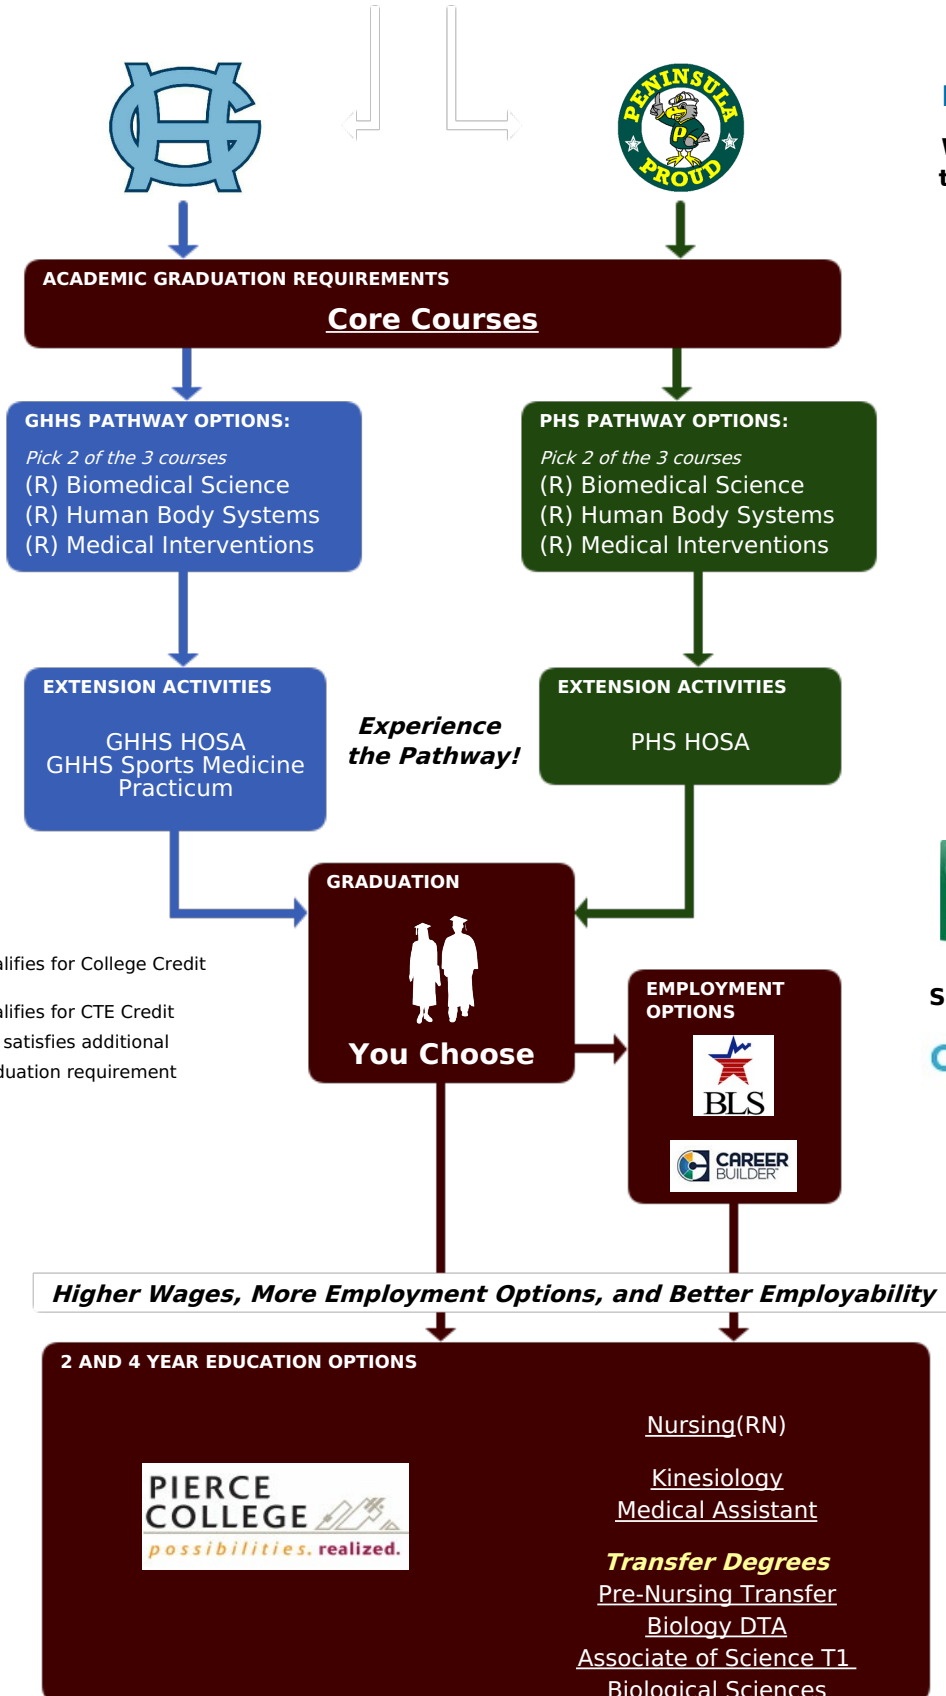 PENINSULA
PROUD
ACADEMIC GRADUATION REQUIREMENTS
Core Courses
GHHS PATHWAY OPTIONS:
Pick 2 of the 3 courses
(R) Biomedical Science
(R) Human Body Systems
(R) Medical Interventions
PHS PATHWAY OPTIONS:
Pick 2 of the 3 courses
(R) Biomedical Science
(R) Human Body Systems
(R) Medical Interventions
EXTENSION ACTIVITIES
GHHS HOSA
GHHS Sports Medicine
Practicum
Experience
the Pathway!
EXTENSION ACTIVITIES
PHS HOSA
GRADUATION
You Choose
alifies for College Credit
alifies for CTE Credit
satisfies additional
duation requirement
EMPLOYMENT
OPTIONS
BLS
CAREER
BUILDER
Higher Wages, More Employment Options, and Better Employability
2 AND 4 YEAR EDUCATION OPTIONS
PIERCE
COLLEGE
possibilities. realized.
Nursing(RN)
Kinesiology
Medical Assistant
Transfer Degrees
Pre-Nursing Transfer
Biology DTA
Associate of Science T1
Biological Sciences